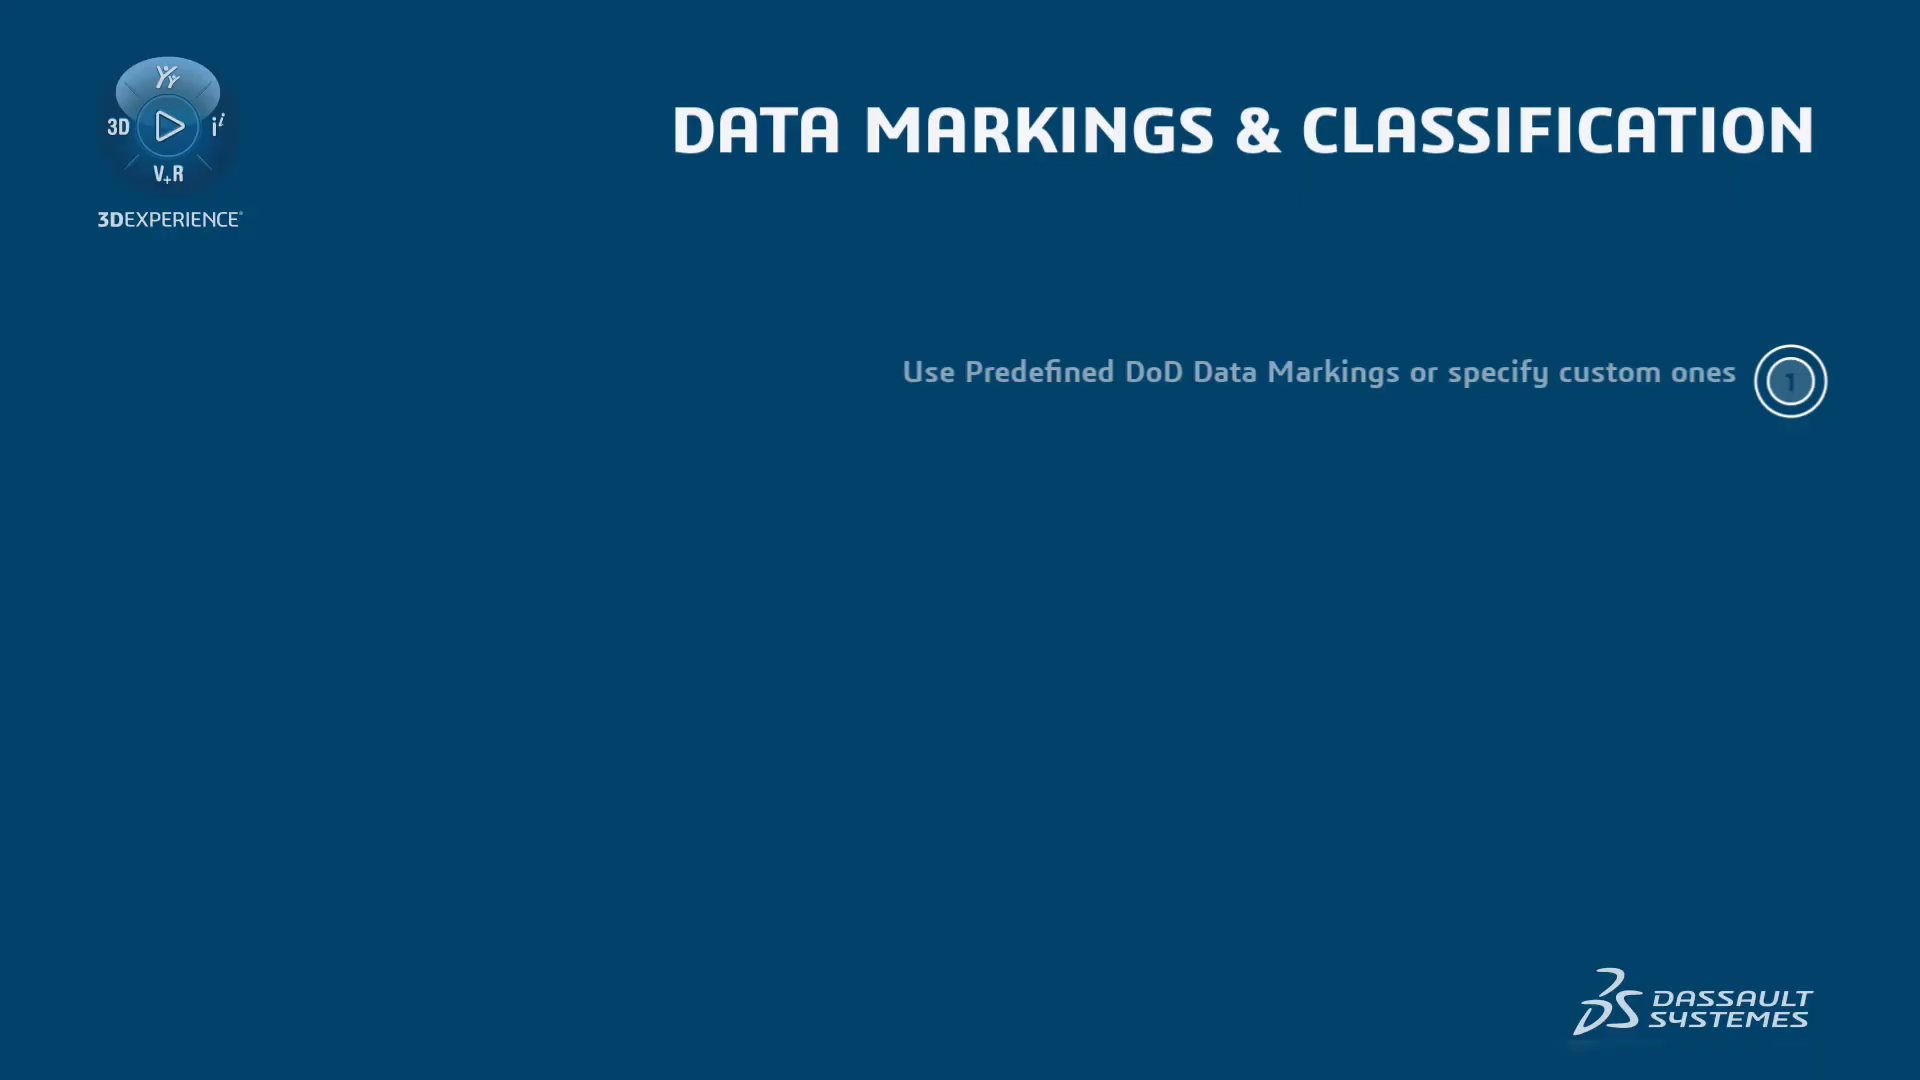 3D
i
V+R
3DEXPERIENCE®
DATA MARKINGS & CLASSIFICATION
Use Predefined DoD Data Markings or specify custom ones
1
DASSAULT
SYSTEMES